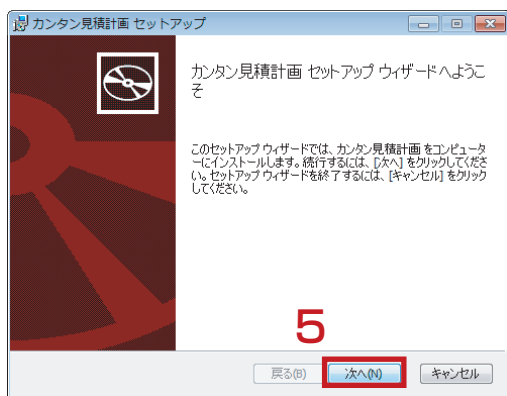 カンタン見積計画 セットアップ
カンタン見積計画 セットアップ ウィザードへようこ
そ
このセットアップ ウィザードでは、カンタン見積計画 をコンピュータ
ーにインストールします。続行するには、[次へ] をクリックしてくださ
い。セットアップ ウィザードを終了するには、[キャンセル] をクリック
してください。
5
戻る(B)
次へ(N)
キャンセル